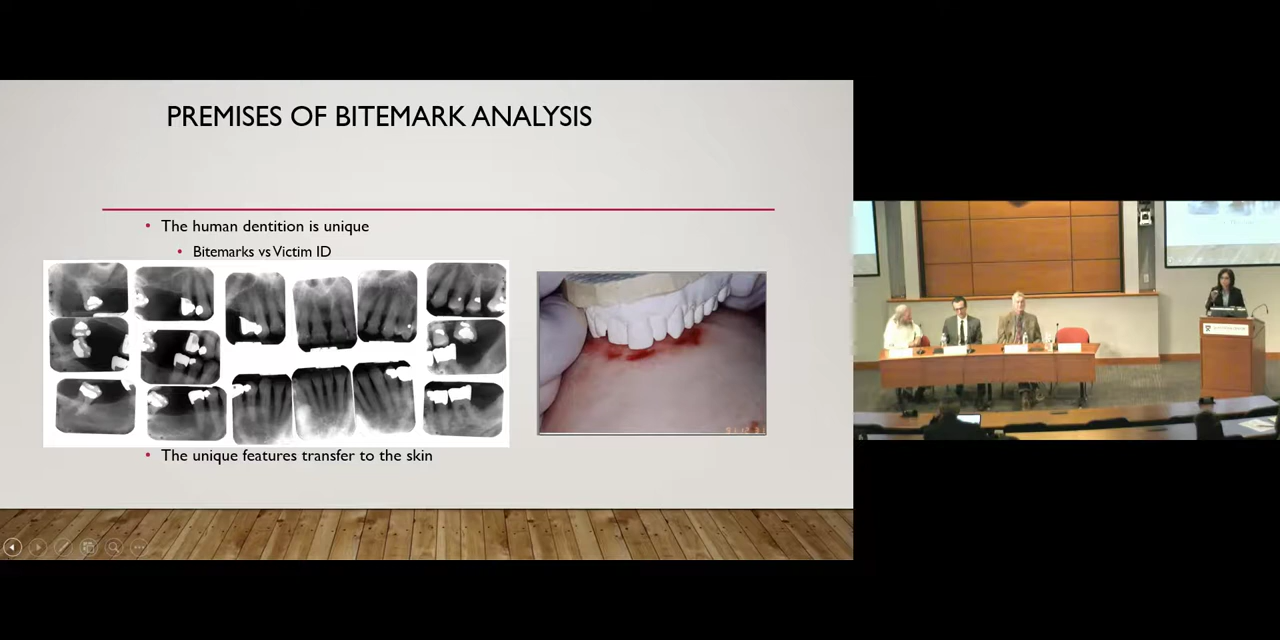 PREMISES OF BITEMARK ANALYSIS
• The human dentition is unique
• Bitemarks vs Victim ID
• The unique features transfer to the skin